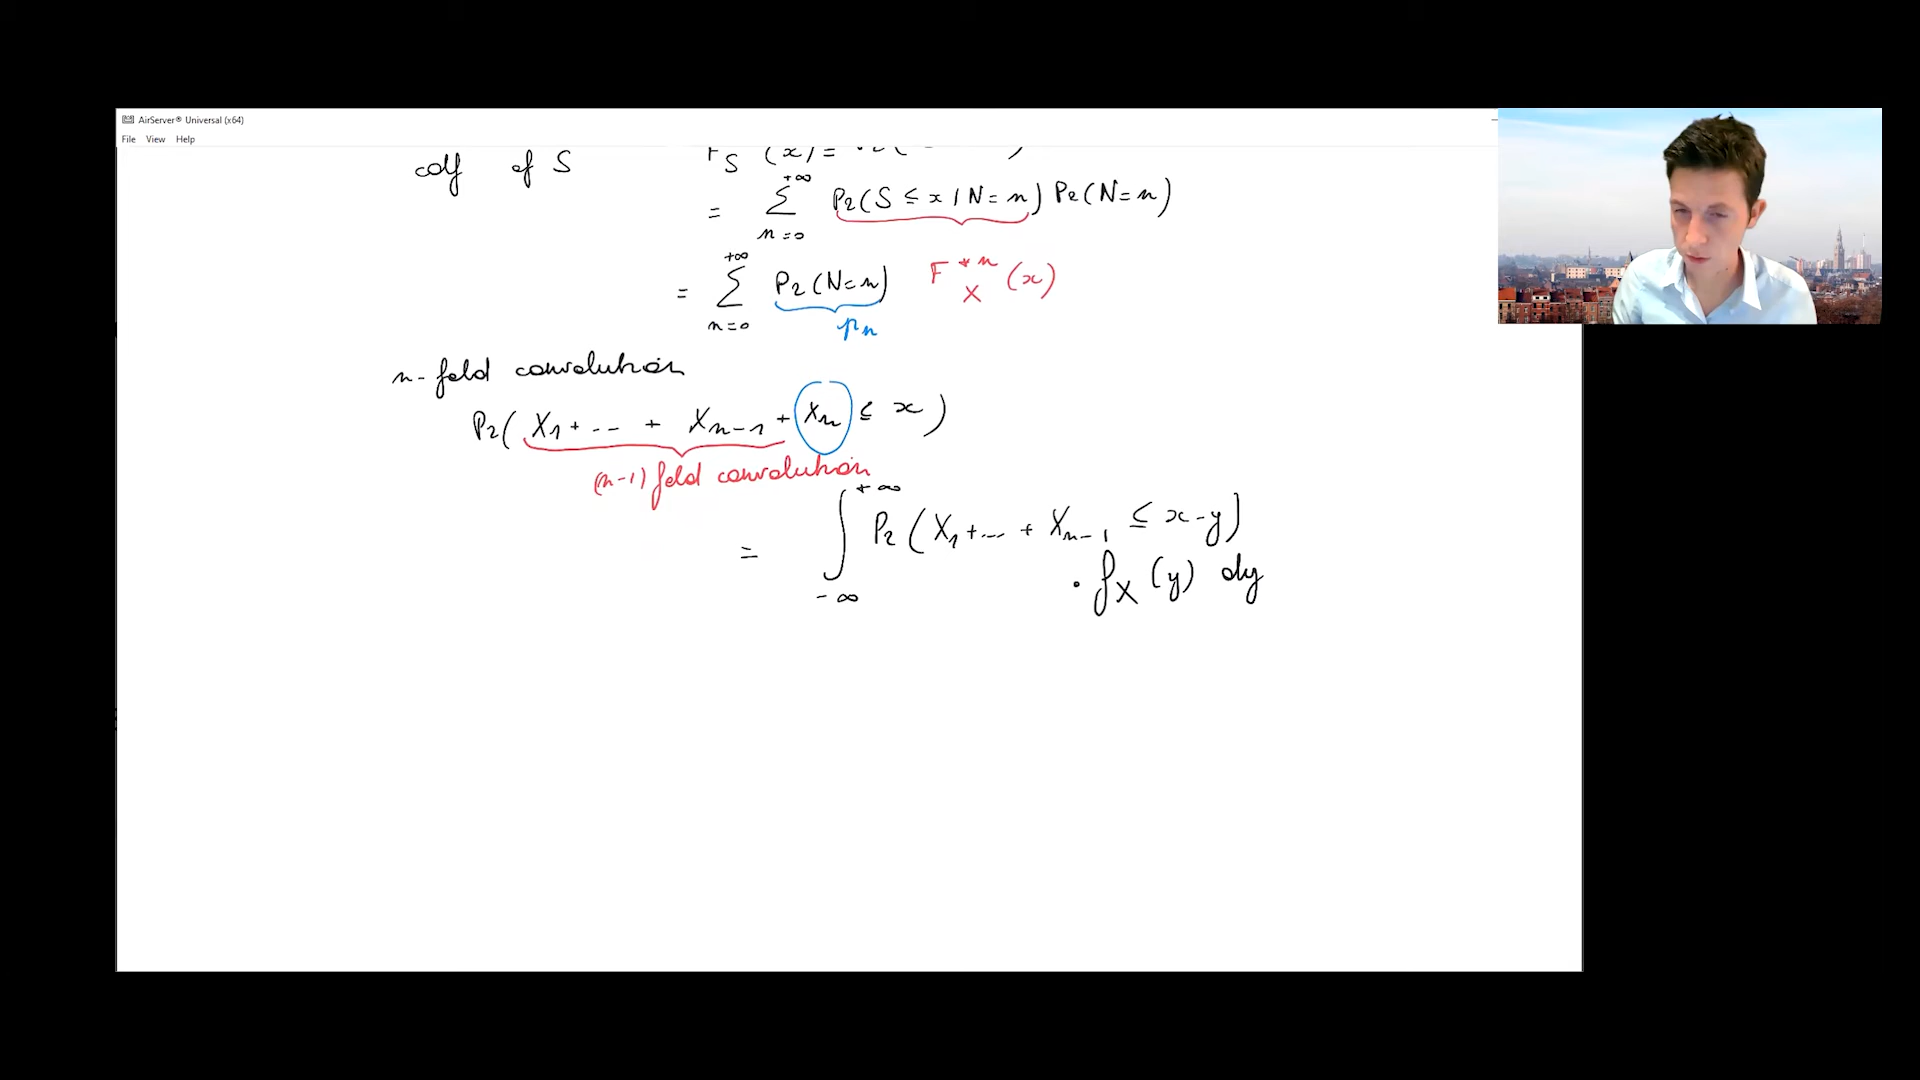 AirServer® Universal (x64)
File View Help
cdf of S F_S (x) = Pr(
= Σ_{n=0}^{+∞} Pr(S ≤ x | N = n) Pr(N = n)
= Σ_{n=0}^{+∞} Pr(N = n) F_X^{*n} (x)
p_n
n-fold convolution
Pr( X_1 + ... + X_{n-1} + X_n ≤ x )
(n-1) fold convolution
= ∫_{-∞}^{+∞} Pr( X_1 + ... + X_{n-1} ≤ x - y )
· f_X (y) dy